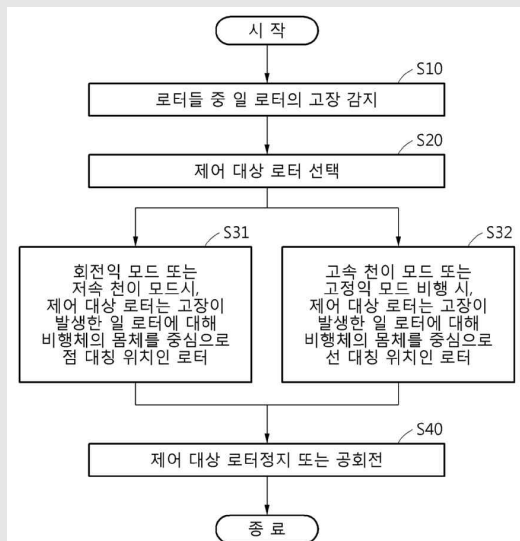 시 작
S10
로터들 중 일 로터의 고장 감지
S20
제어 대상 로터 선택
S31
회전익 모드 또는
저속 천이 모드시,
제어 대상 로터는 고장이
발생한 일 로터에 대해
비행체의 몸체를 중심으로
점 대칭 위치인 로터
S32
고속 천이 모드 또는
고정익 모드 비행 시,
제어 대상 로터는 고장이
발생한 일 로터에 대해
비행체의 몸체를 중심으로
선 대칭 위치인 로터
S40
제어 대상 로터정지 또는 공회전
종 료